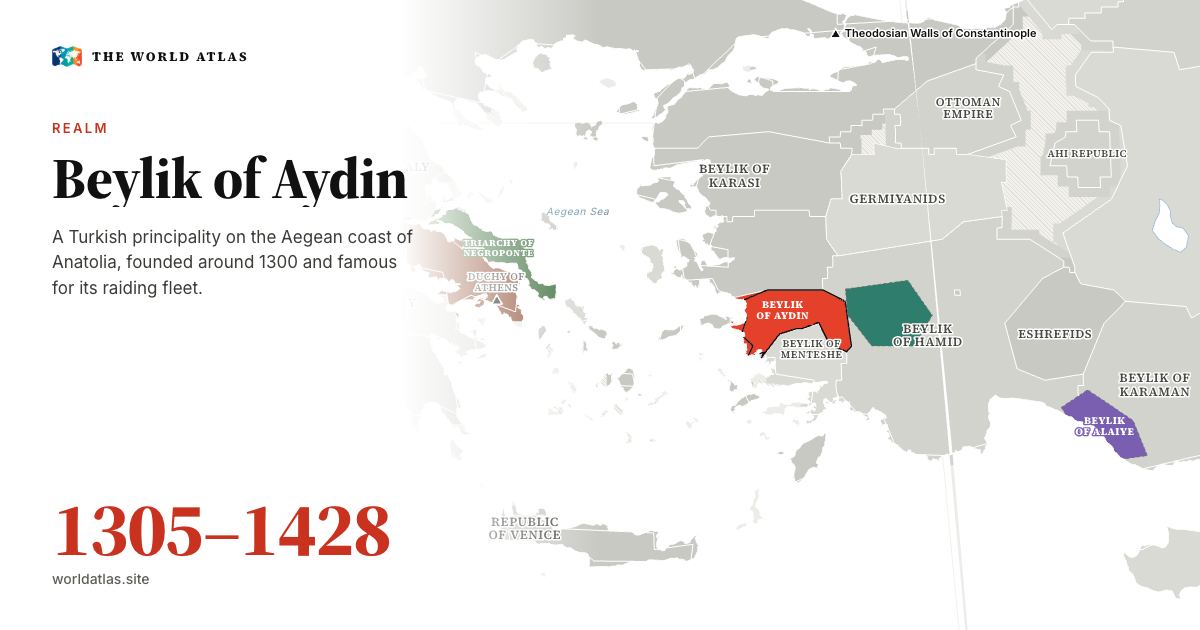 THE WORLD ATLAS
REALM
Beylik of Aydin
A Turkish principality on the Aegean coast of
Anatolia, founded around 1300 and famous
for its raiding fleet.
1305–1428
worldatlas.site
Theodosian Walls of Constantinople
OTTOMAN
EMPIRE
AHI REPUBLIC
BEYLIK OF
KARASI
GERMIYANIDS
Aegean Sea
TRIARCHY OF
NEGROPONTE
DUCHY OF
ATHENS
BEYLIK
OF AYDIN
BEYLIK OF
MENTESHE
BEYLIK
OF HAMID
ESHREFIDS
BEYLIK OF
KARAMAN
BEYLIK
OF ALAIYE
REPUBLIC
OF VENICE